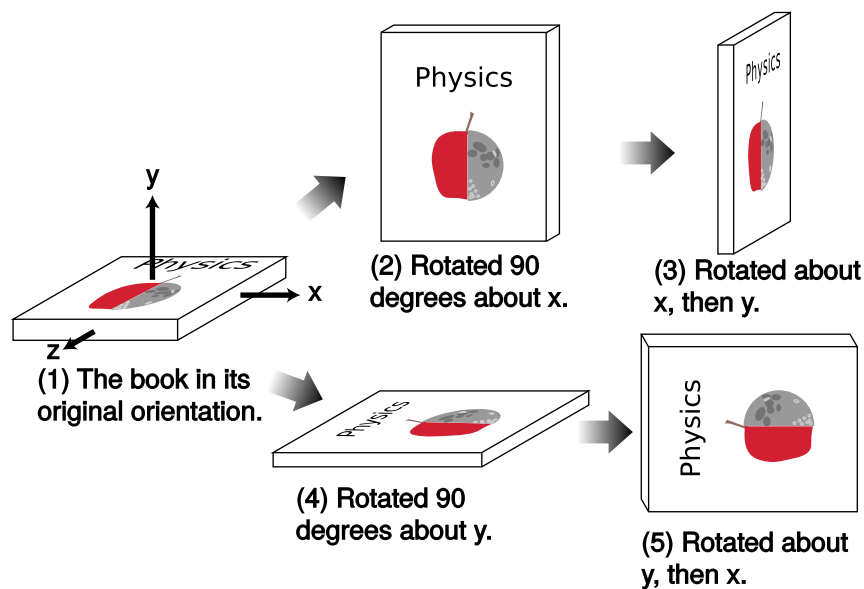 Physics
Physics
y
Physics
(2) Rotated 90
degrees about x.
(3) Rotated about
x, then y.
x
z
(1) The book in its
original orientation.
Physics
(4) Rotated 90
degrees about y.
Physics
(5) Rotated about
y, then x.